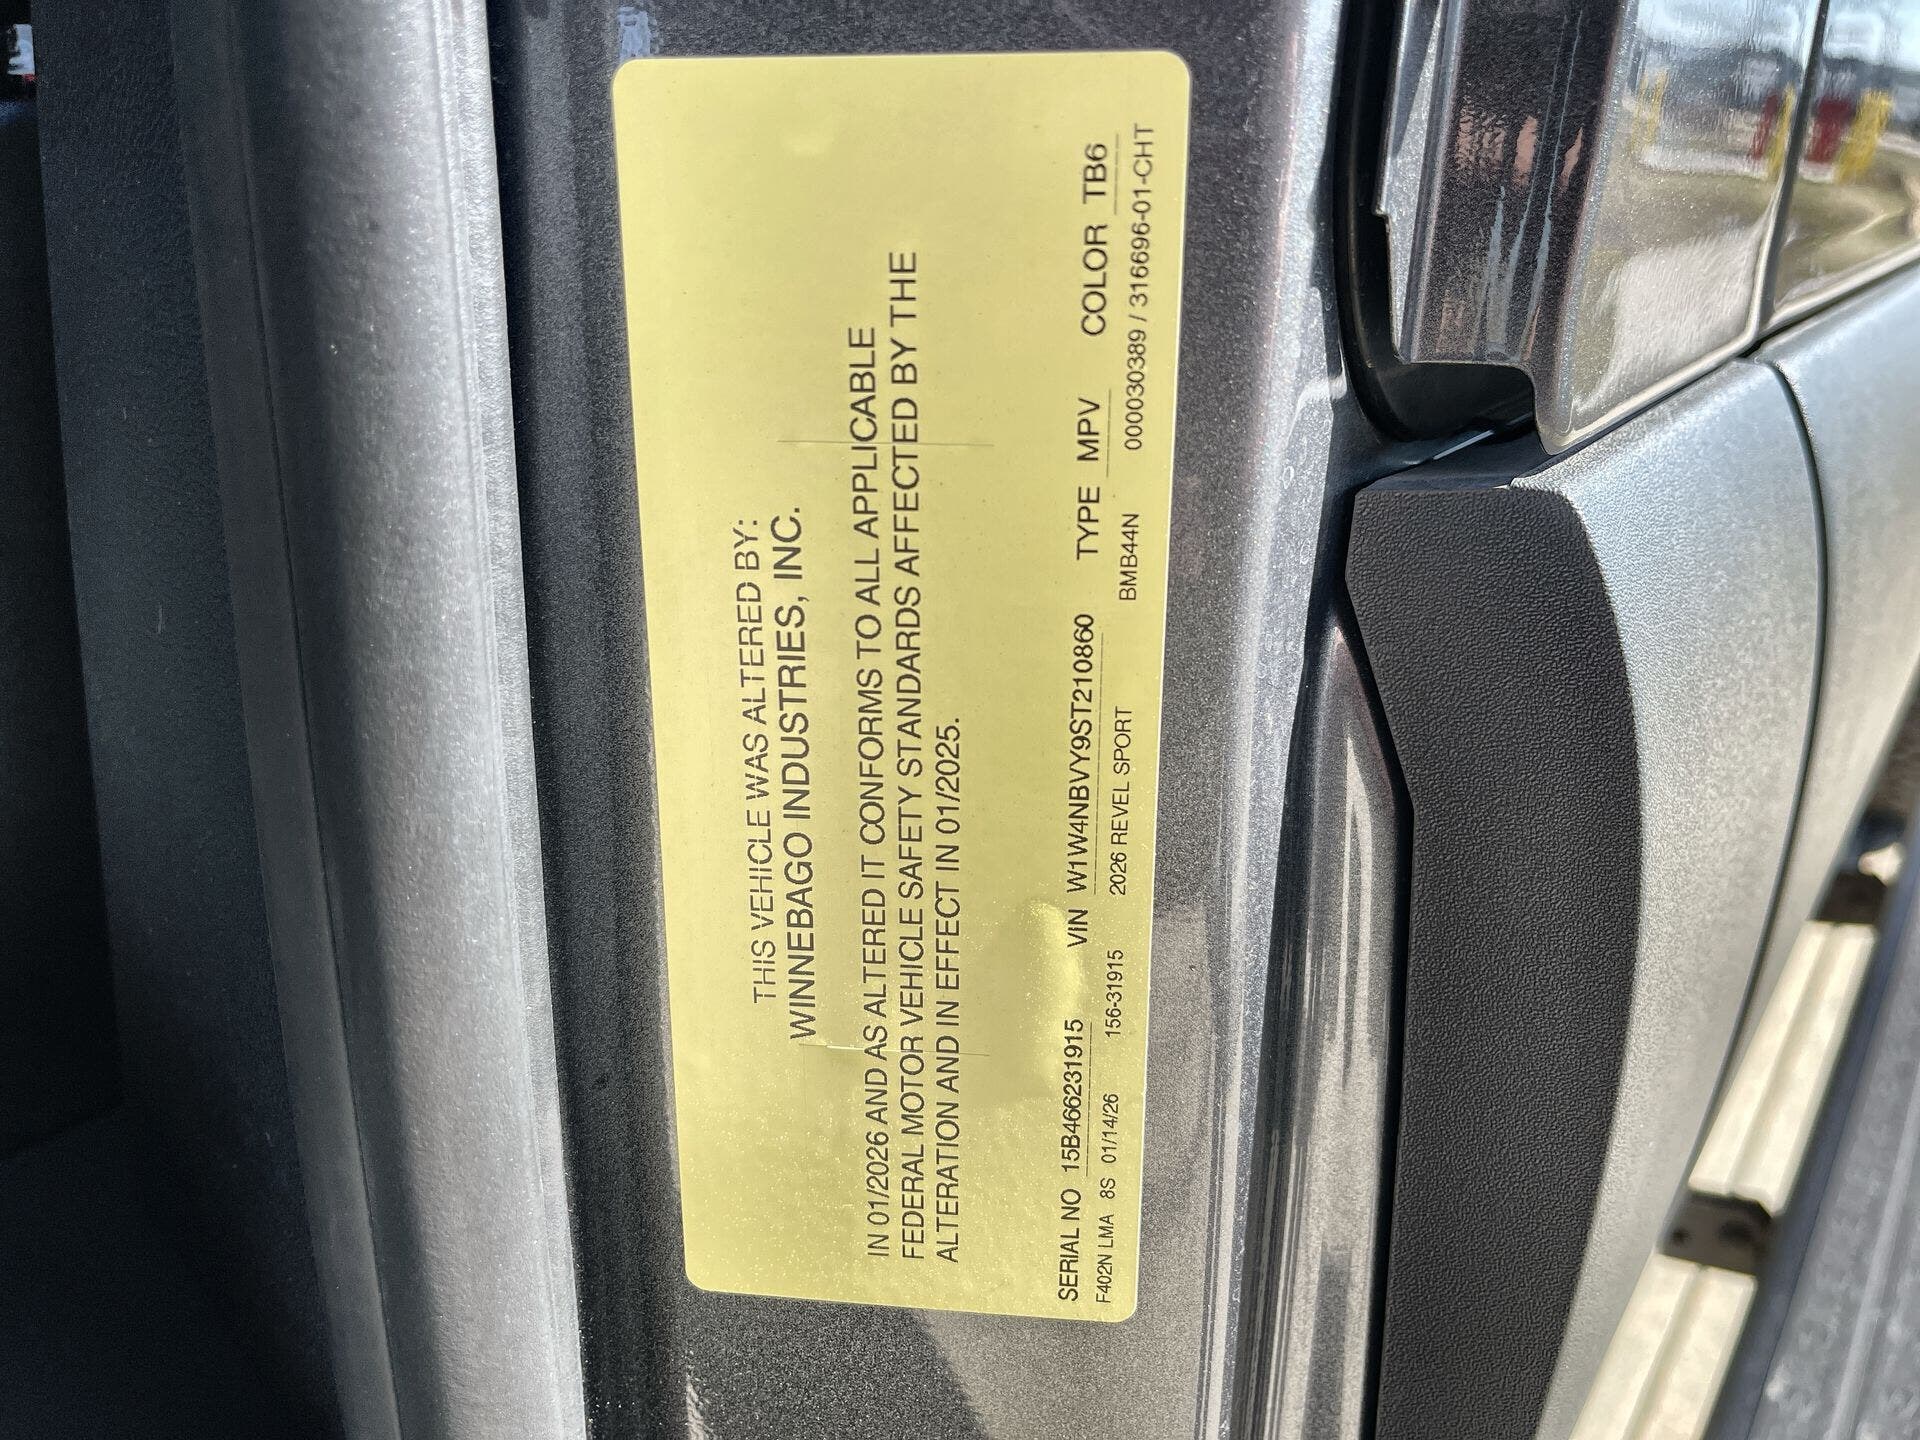 THIS VEHICLE WAS ALTERED BY:
WINNEBAGO INDUSTRIES, INC.
IN 01/2026 AND AS ALTERED IT CONFORMS TO ALL APPLICABLE
FEDERAL MOTOR VEHICLE SAFETY STANDARDS AFFECTED BY THE
ALTERATION AND IN EFFECT IN 01/2025.
SERIAL NO 15B466231915 VIN W1W4NBVY9ST210860 TYPE MPV COLOR TB6
F402N LMA 8S 01/14/26 156-31915 2026 REVEL SPORT BMB44N 0000030389 / 316696-01-CHT